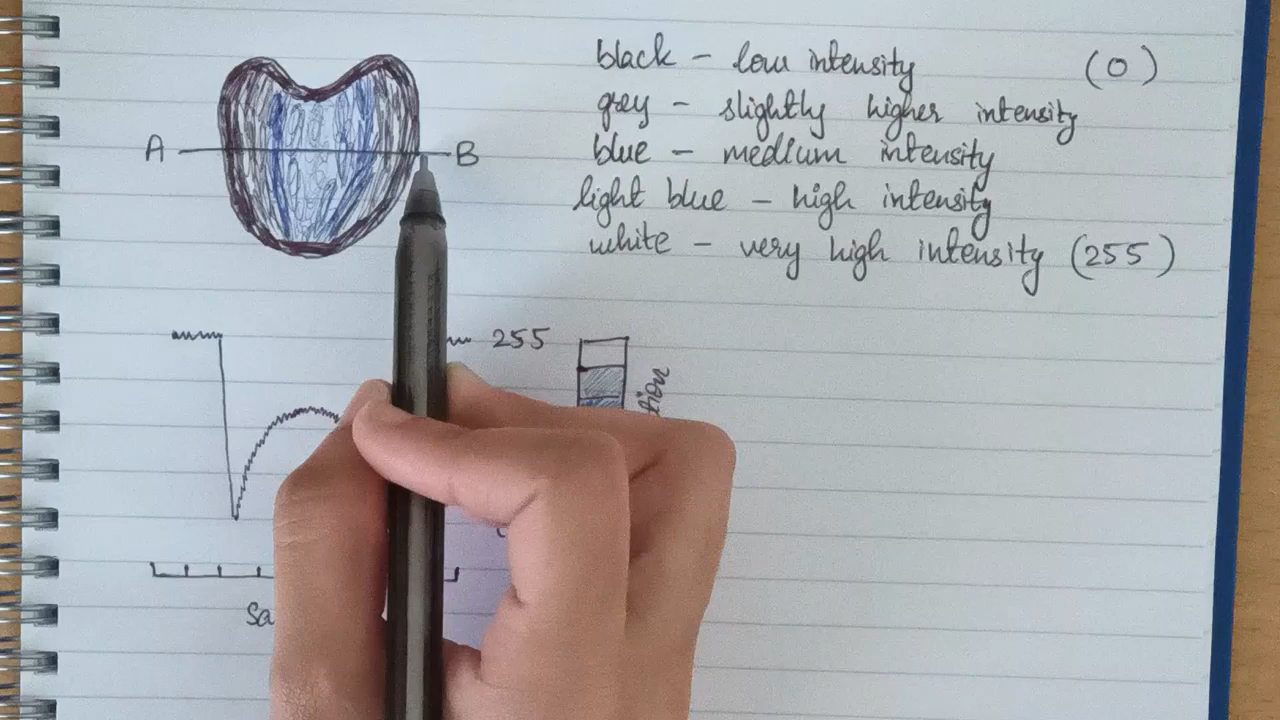 black - low intensity (0)
grey - slightly higher intensity
A B
blue - medium intensity
light blue - high intensity
white - very high intensity (255)
255